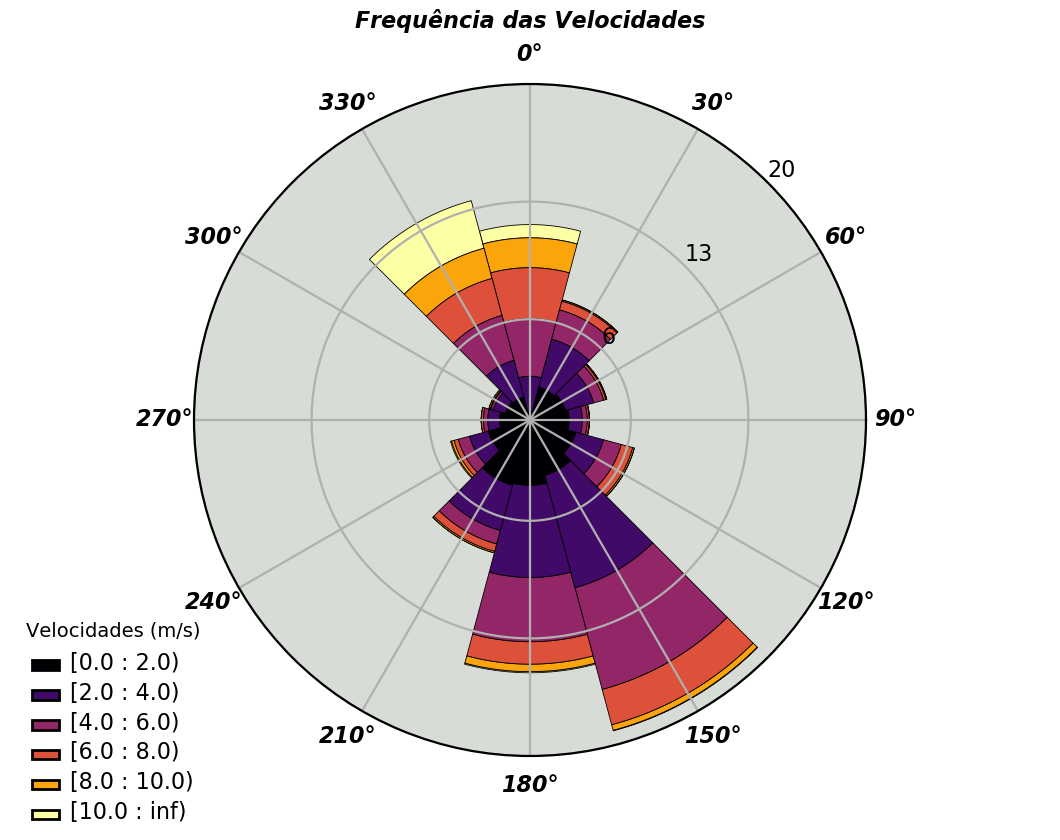 Frequência das Velocidades
0°
330°
30°
20
300°
60°
13
6
270°
90°
240°
120°
Velocidades (m/s)
[0.0 : 2.0)
[2.0 : 4.0)
[4.0 : 6.0)
210°
150°
[6.0 : 8.0)
180°
[8.0 : 10.0)
[10.0 : inf)